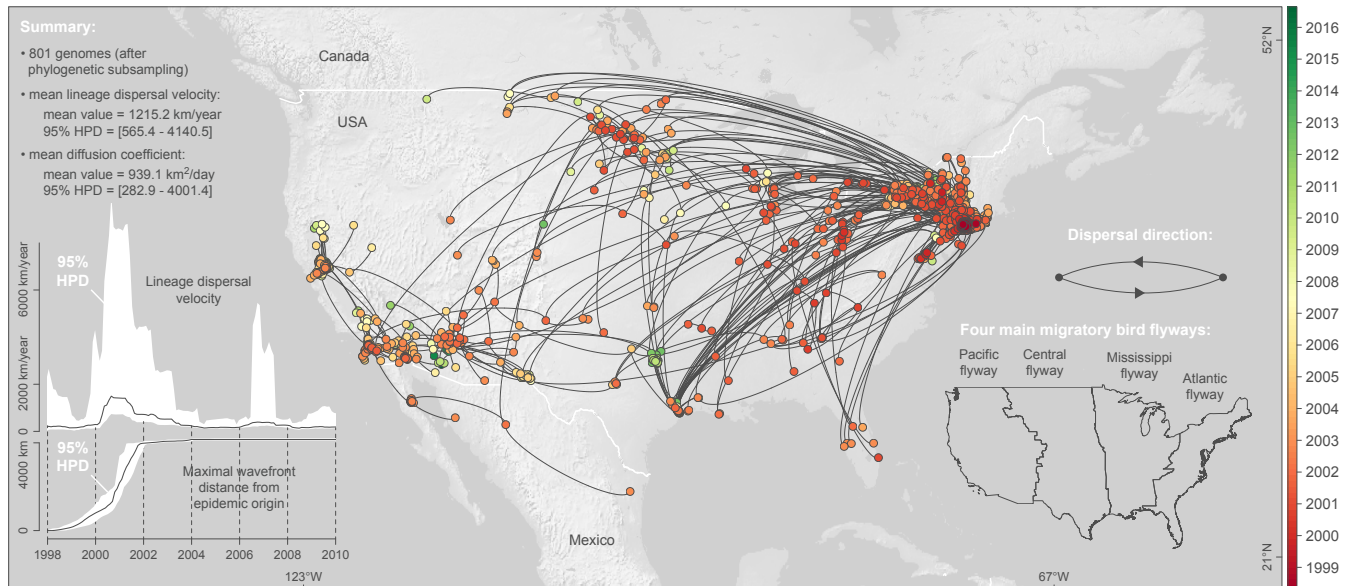 Summary:
• 801 genomes (after
phylogenetic subsampling)
• mean lineage dispersal velocity:
mean value = 1215.2 km/year
95% HPD = [565.4 - 4140.5]
• mean diffusion coefficient:
mean value = 939.1 km²/day
95% HPD = [282.9 - 4001.4]
Canada
USA
Mexico
95%
HPD
Lineage dispersal
velocity
6000 km/year
2000 km/year
0
95%
HPD
Maximal wavefront
distance from
epidemic origin
4000 km
0
1998
2000
2002
2004
2006
2008
2010
123°W
67°W
52°N
21°N
Dispersal direction:
Four main migratory bird flyways:
Pacific
flyway
Central
flyway
Mississippi
flyway
Atlantic
flyway
2016
2015
2014
2013
2012
2011
2010
2009
2008
2007
2006
2005
2004
2003
2002
2001
2000
1999